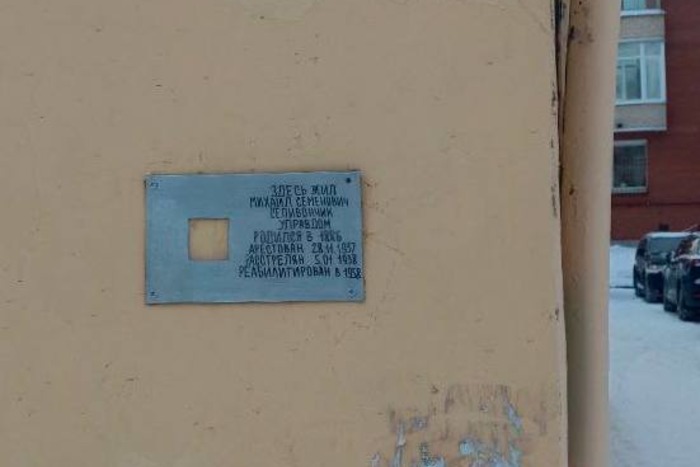 ЗДЕСЬ ЖИЛ
МИХАИЛ СЕМЕНОВИЧ
СЕЛИВОНЧИК
УПРАВДОМ
РОДИЛСЯ В 1886
АРЕСТОВАН 28.11.1937
РАССТРЕЛЯН 5.01.1938
РЕАБИЛИТИРОВАН В 1958